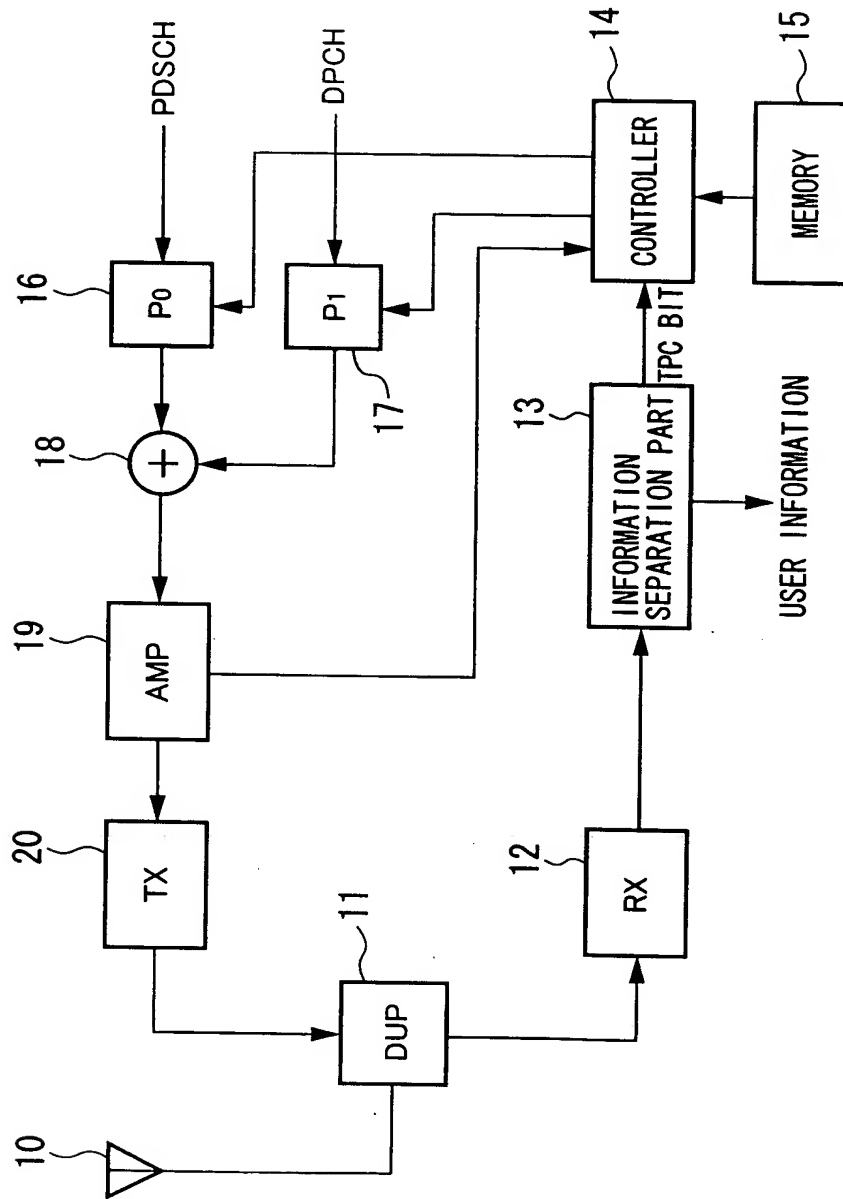 10
20
TX
19
AMP
18
+
16
P0
PDSCH
11
DUP
17
P1
DPCH
12
RX
13
INFORMATION
SEPARATION PART
TPC BIT
14
CONTROLLER
USER INFORMATION
15
MEMORY